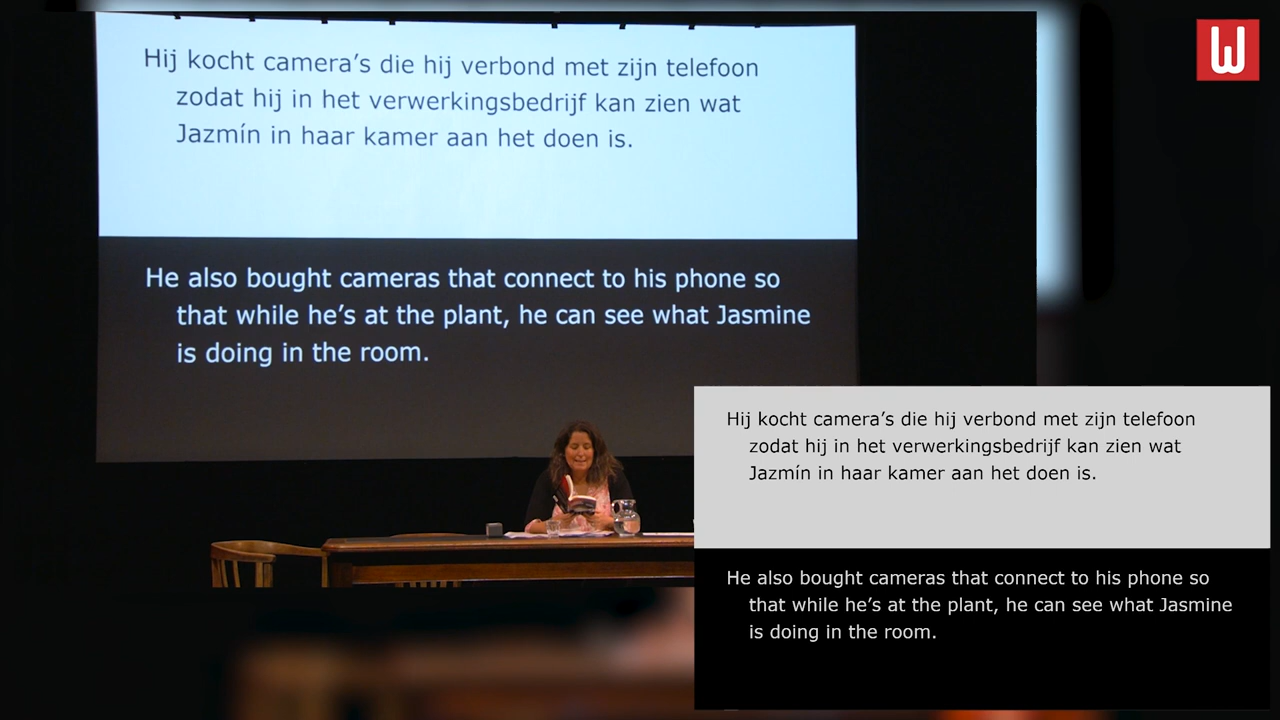 Hij kocht camera’s die hij verbond met zijn telefoon
zodat hij in het verwerkingsbedrijf kan zien wat
Jazmín in haar kamer aan het doen is.
He also bought cameras that connect to his phone so
that while he’s at the plant, he can see what Jasmine
is doing in the room.
Hij kocht camera’s die hij verbond met zijn telefoon
zodat hij in het verwerkingsbedrijf kan zien wat
Jazmín in haar kamer aan het doen is.
He also bought cameras that connect to his phone so
that while he’s at the plant, he can see what Jasmine
is doing in the room.
W